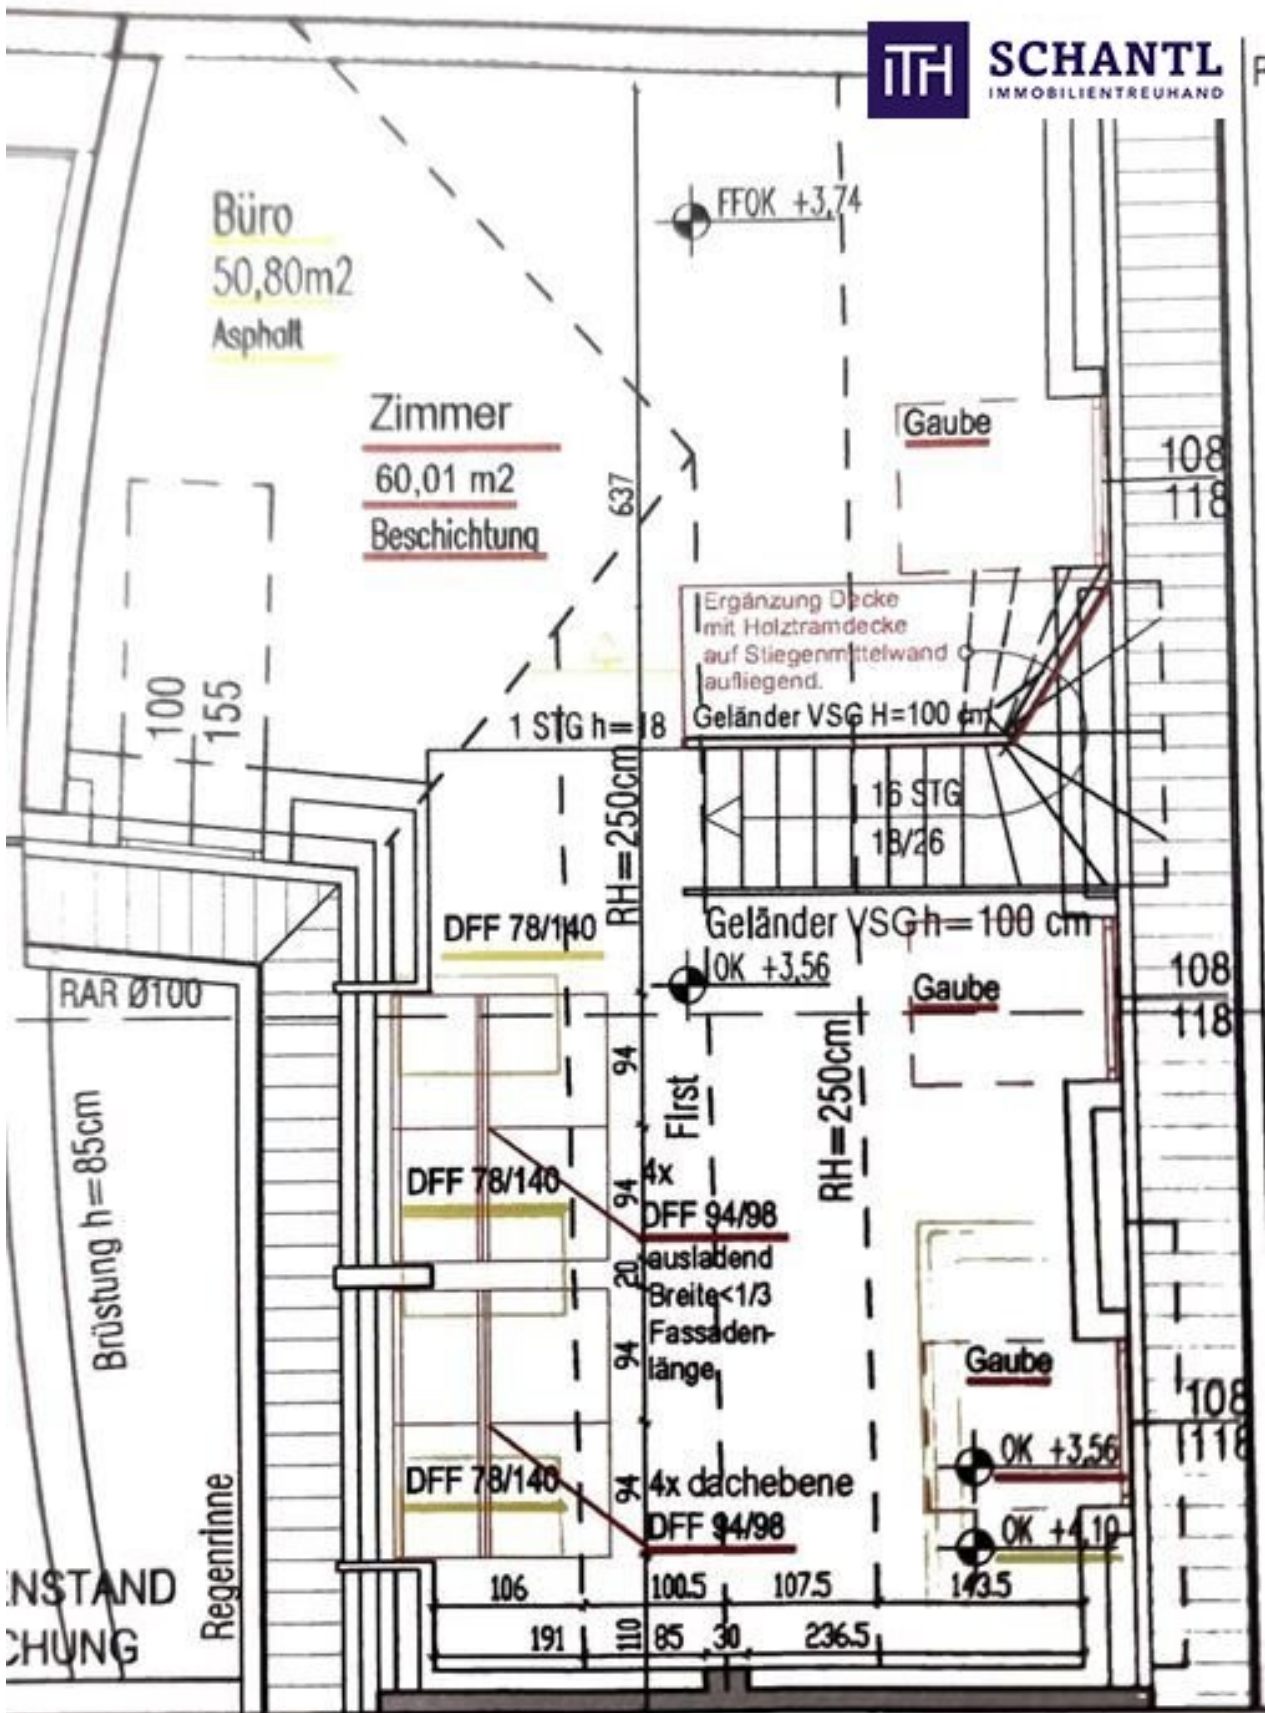 iTH SCHANTL
IMMOBILIENTREUHAND
Büro
50,80m2
Asphalt
FFOK +3,74
Zimmer
60,01 m2
Beschichtung
637
Gaube
108
118
Ergänzung Decke
mit Holztramdecke
auf Stiegenmittelwand
aufliegend.
100
155
1 STG h=18
Geländer VSG H=100 cm
RH=250cm
16 STG
18/26
Geländer VSG h=100 cm
DFF 78/140
OK +3,56
RAR Ø100
Gaube
108
118
94
First
RH=250cm
Brüstung h=85cm
DFF 78/140
94
4x
DFF 94/98
ausladend
Breite<1/3
Fassaden-
länge
20
94
Gaube
108
118
OK +3,56
DFF 78/140
94
4x dachebene
DFF 94/98
OK +4,10
Regenrinne
NSTAND
CHUNG
106 100.5 107.5 143.5
191 110 85 30 236.5